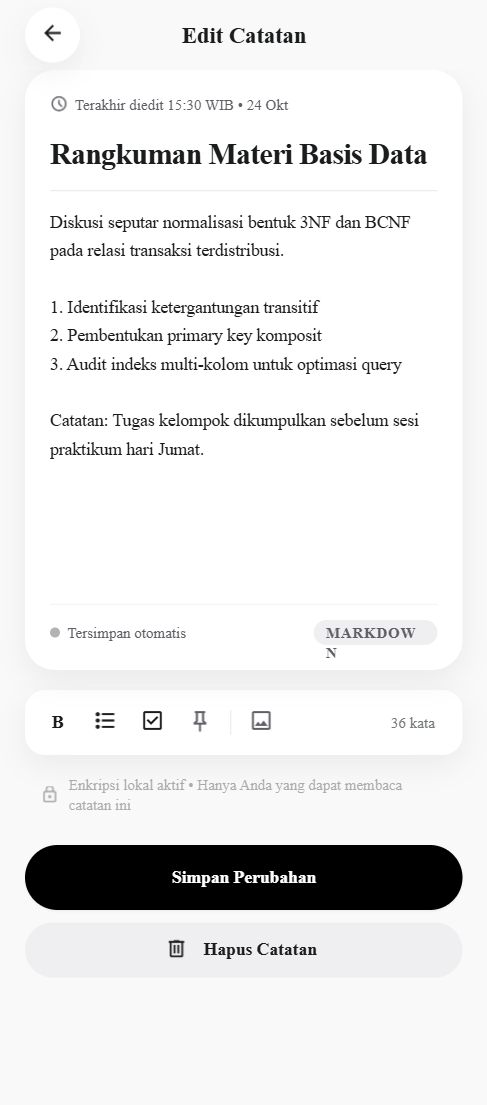 Edit Catatan
Terakhir diedit 15:30 WIB • 24 Okt
Rangkuman Materi Basis Data
Diskusi seputar normalisasi bentuk 3NF dan BCNF
pada relasi transaksi terdistribusi.
1. Identifikasi ketergantungan transitif
2. Pembentukan primary key komposit
3. Audit indeks multi-kolom untuk optimasi query
Catatan: Tugas kelompok dikumpulkan sebelum sesi
praktikum hari Jumat.
Tersimpan otomatis
MARKDOW
N
B
36 kata
Enkripsi lokal aktif • Hanya Anda yang dapat membaca
catatan ini
Simpan Perubahan
Hapus Catatan